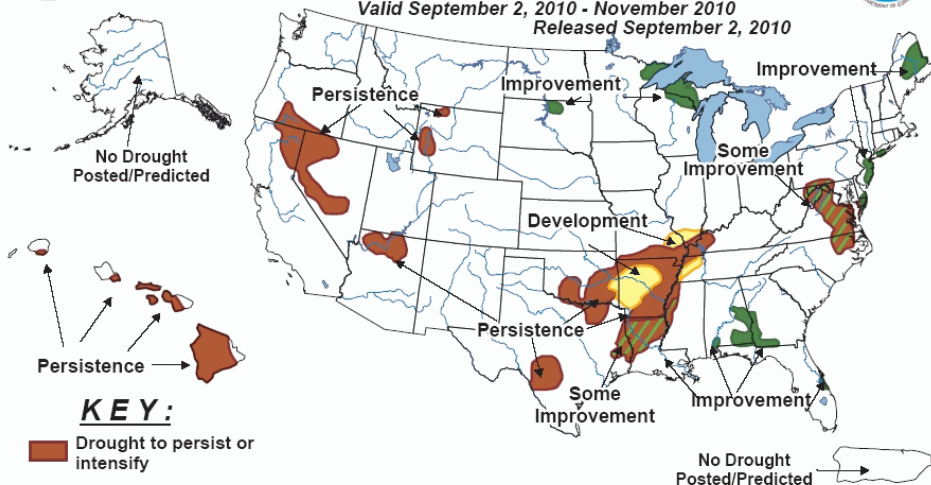 Valid September 2, 2010 - November 2010
Released September 2, 2010
Persistence
Improvement
Improvement
No Drought
Posted/Predicted
Some
Improvement
Development
Persistence
Persistence
Some
Improvement
Improvement
KEY:
Drought to persist or
intensify
No Drought
Posted/Predicted